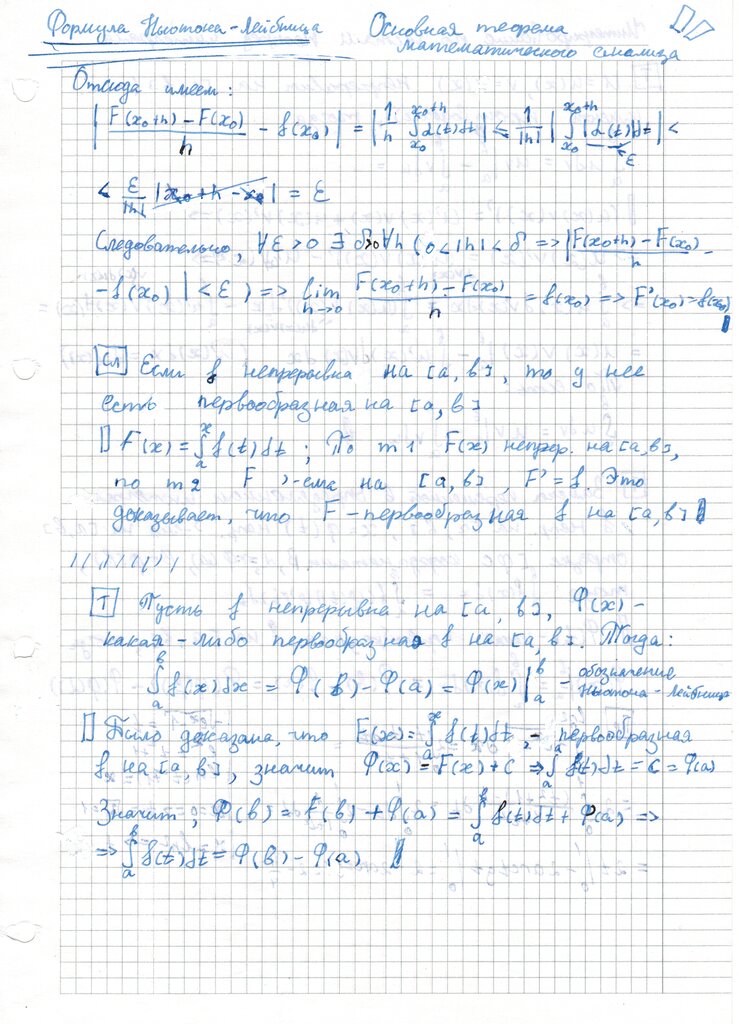 Формула Ньютона-Лейбница Основная теорема
математического анализа
Отсюда имеем:
| (F(x₀+h) – F(x₀))/h – f(x₀) | = | 1/h ∫_{x₀}^{x₀+h} α(t)dt | ≤ 1/|h| | ∫_{x₀}^{x₀+h} |α(t)|dt | <
ε
< ε/|h| |x₀+h–x₀| = ε
Следовательно, ∀ε>0 ∃δ>0 ∀h (0<|h|<δ => | (F(x₀+h) – F(x₀))/h –
– f(x₀) | < ε) => lim_{h→0} (F(x₀+h) – F(x₀))/h = f(x₀) => F'(x₀)=f(x₀)
Сл Если f непрерывна на [a, b], то у неё
есть первообразная на [a, b]
F(x) = ∫_a^x f(t)dt ; По т1 F(x) непрер. на [a,b],
по т2 F )-ема на [a, b], F' = f. Это
доказывает, что F – первообразная f на [a, b]
Т Пусть f непрерывна на [a, b], Φ(x) –
какая-либо первообразная f на [a, b]. Тогда:
∫_a^b f(x)dx = Φ(b) – Φ(a) = Φ(x) |_a^b – обозначение
Ньютона-Лейбница
Было доказана, что F(x) = ∫_a^x f(t)dt, – первообразная
f на [a, b], значит Φ(x) = F(x) + C => ∫_a^a f(t)dt = C = Φ(a)
Значит, Φ(b) = F(b) + Φ(a) = ∫_a^b f(t)dt + Φ(a) =>
=> ∫_a^b f(t)dt = Φ(b) – Φ(a)